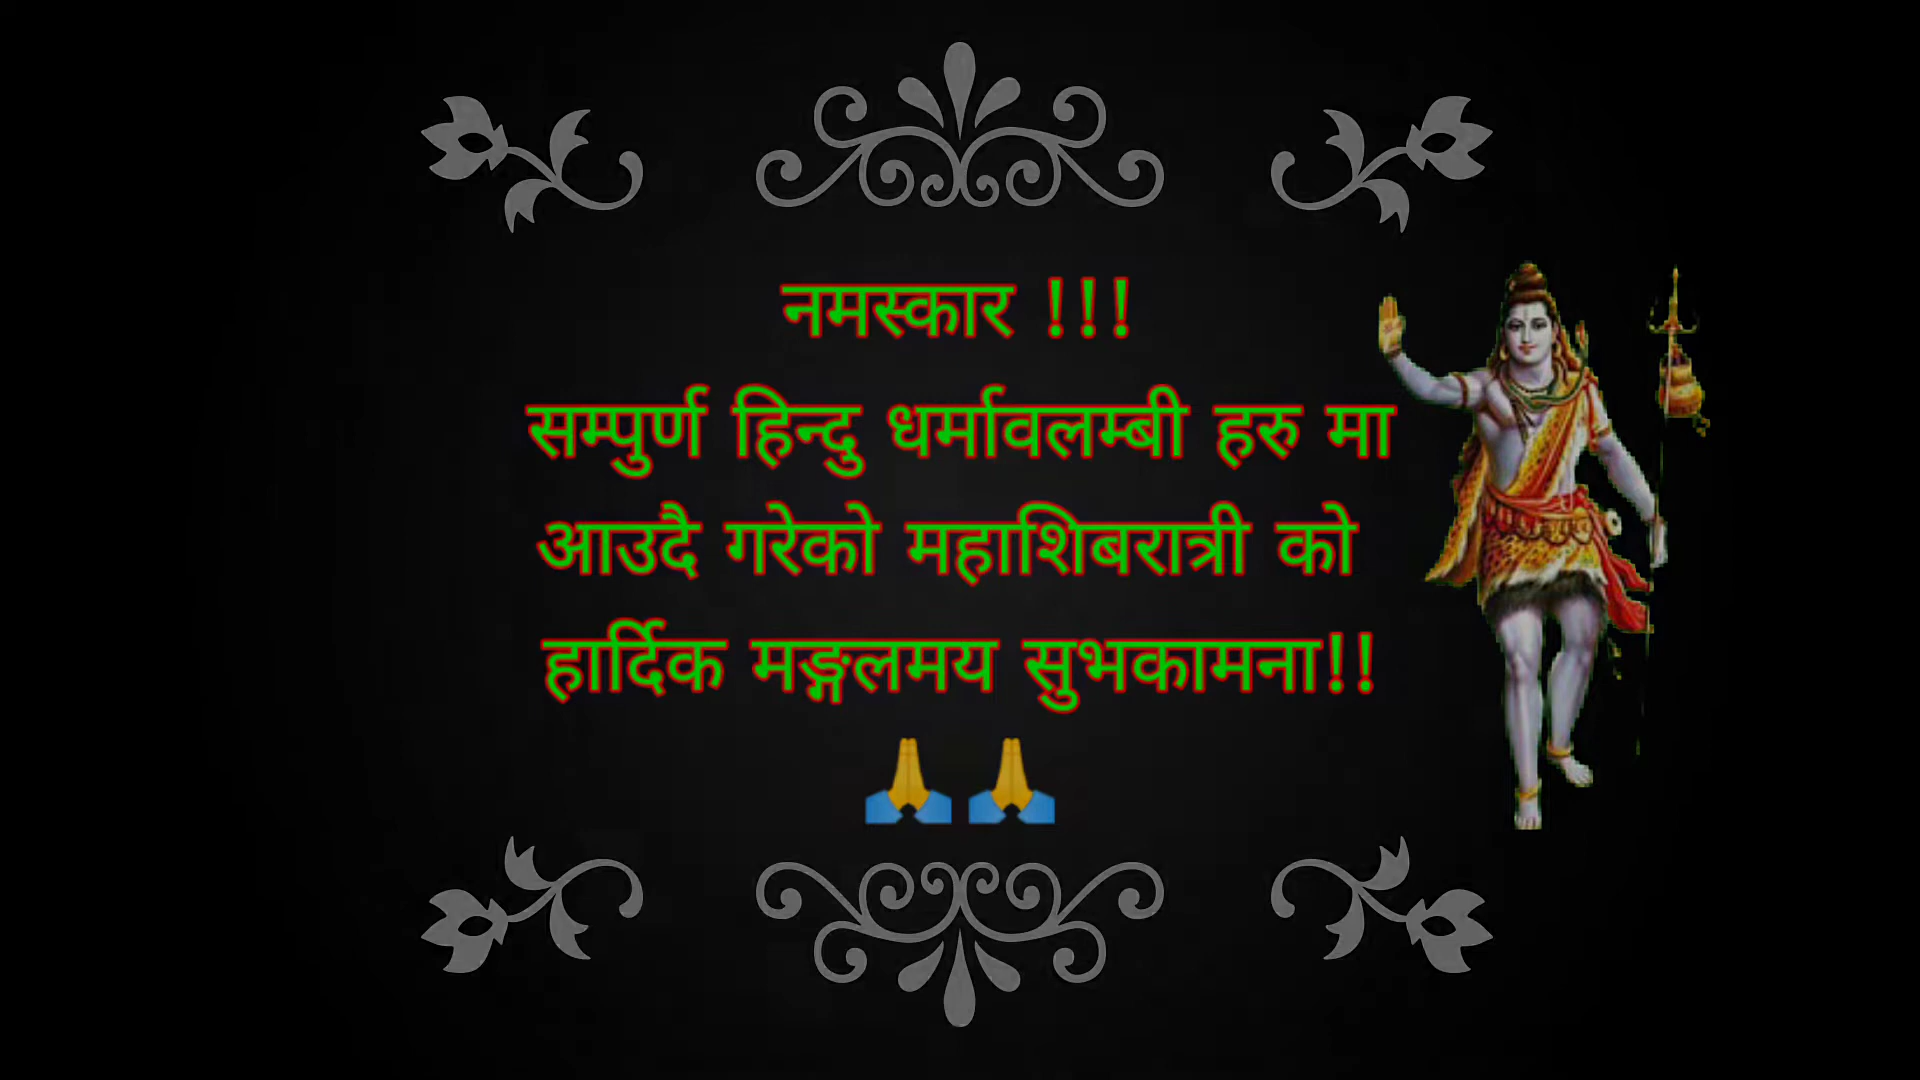 नमस्कार !!!
सम्पुर्ण हिन्दु धर्मावलम्बी हरु मा
आउदै गरेको महाशिबरात्री को
हार्दिक मङ्गलमय सुभकामना!!
🙏🙏